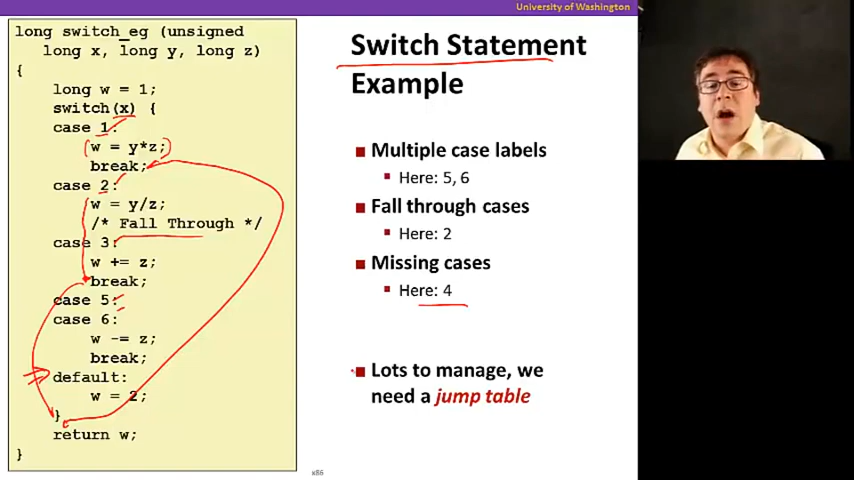 University of Washington
long switch_eg (unsigned
long x, long y, long z)
{
long w = 1;
switch(x) {
case 1:
w = y*z;
break;
case 2:
w = y/z;
/* Fall Through */
case 3:
w += z;
break;
case 5:
case 6:
w -= z;
break;
default:
w = 2;
}
return w;
}
Switch Statement
Example
Multiple case labels
Here: 5, 6
Fall through cases
Here: 2
Missing cases
Here: 4
Lots to manage, we
need a jump table
x86